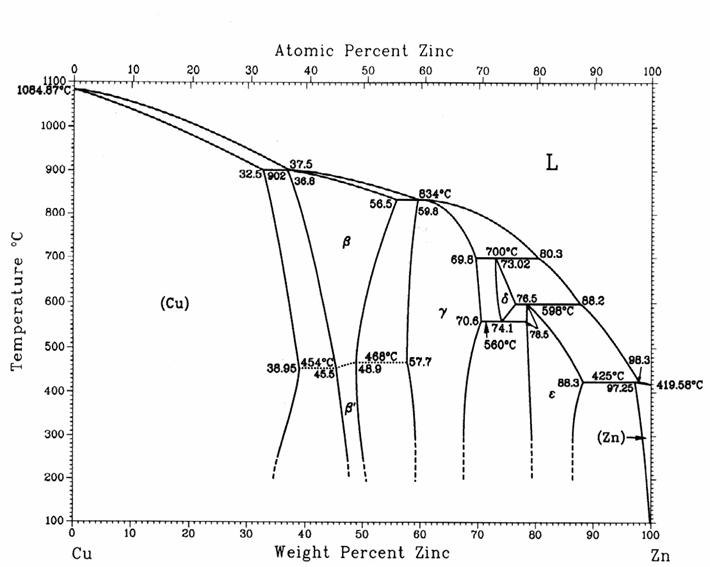 Atomic Percent Zinc
0 10 20 30 40 50 60 70 80 90 100
1100
1084.87°C
1000
L
37.5
900
32.5 902 36.8
834°C
56.5
59.8
800
Temperature °C
β
700
69.8 700°C 80.3
73.02
600
(Cu)
δ 76.5 88.2
598°C
γ
70.6 74.1 78.5
560°C
500
454°C 468°C 57.7
38.95 45.5 48.9
98.3
425°C
400
88.3 97.25 419.58°C
β'
ε
300
(Zn)
200
100
0 10 20 30 40 50 60 70 80 90 100
Cu Weight Percent Zinc Zn